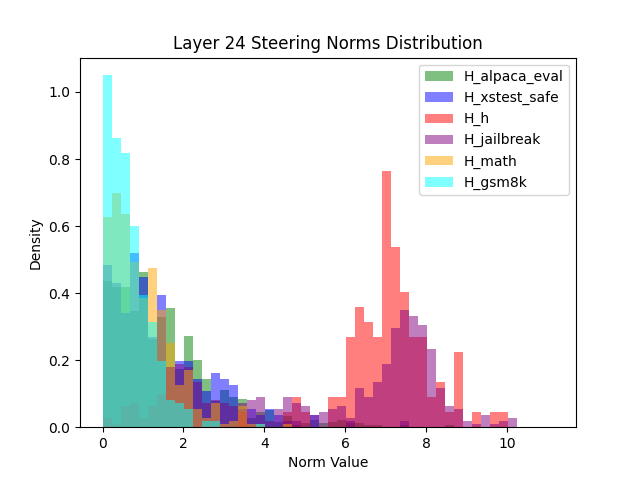 Layer 24 Steering Norms Distribution
H_alpaca_eval
H_xstest_safe
H_h
H_jailbreak
H_math
H_gsm8k
Density
1.0
0.8
0.6
0.4
0.2
0.0
0 2 4 6 8 10
Norm Value